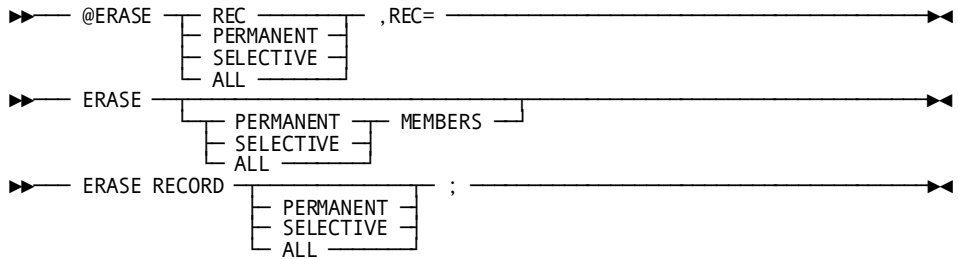 @ERASE REC ,REC=
PERMANENT
SELECTIVE
ALL
ERASE
PERMANENT MEMBERS
SELECTIVE
ALL
ERASE RECORD ;
PERMANENT
SELECTIVE
ALL